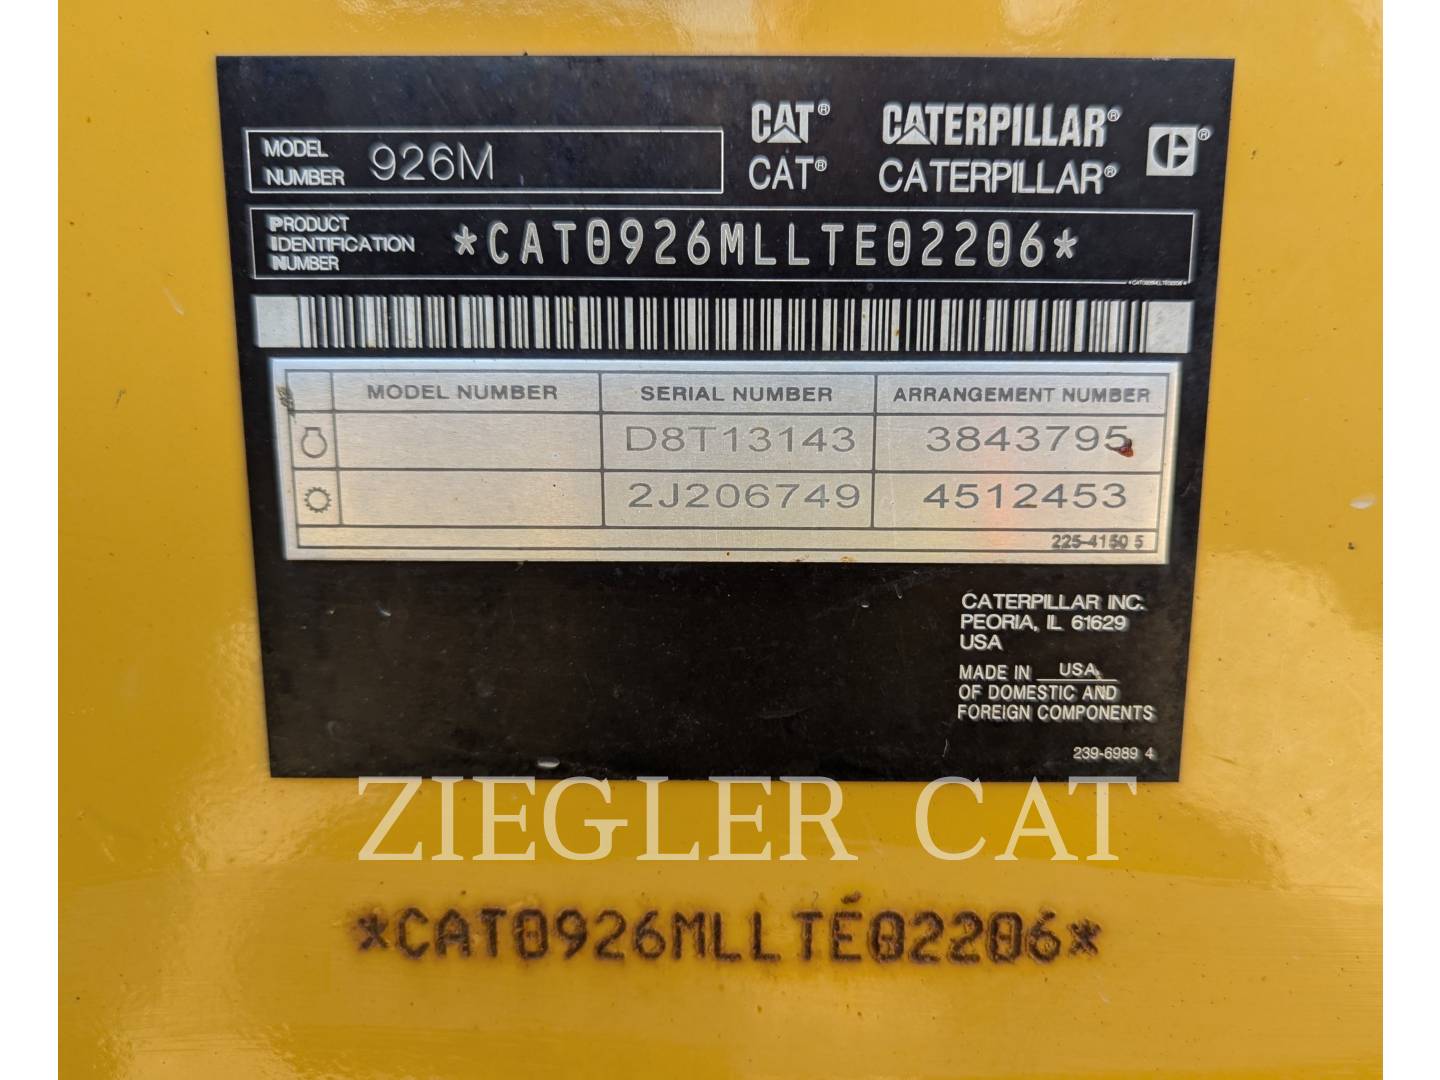 MODEL NUMBER 926M
CAT® CATERPILLAR®
CAT® CATERPILLAR®
PRODUCT IDENTIFICATION NUMBER *CAT0926MLLTE02206*
*CAT0926MLLTE02206*
MODEL NUMBER SERIAL NUMBER ARRANGEMENT NUMBER
D8T13143 3843795
2J206749 4512453
225-4150 5
CATERPILLAR INC.
PEORIA, IL 61629
USA
MADE IN USA
OF DOMESTIC AND
FOREIGN COMPONENTS
239-6989 4
ZIEGLER CAT
*CAT0926MLLTE02206*